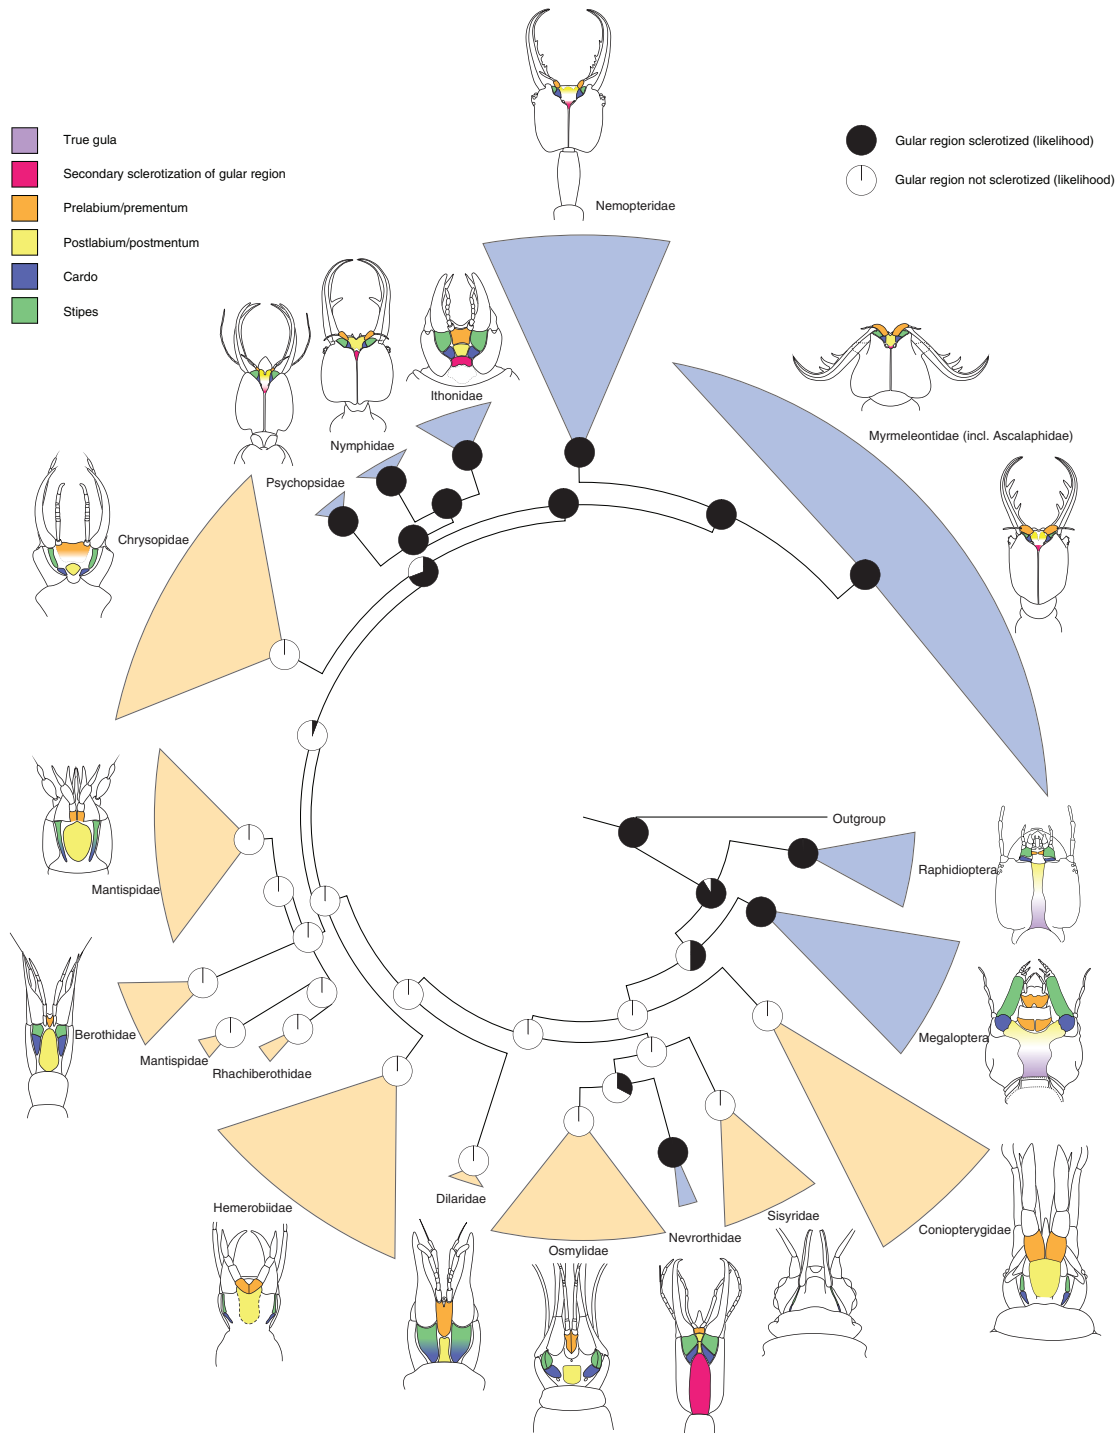 True gula
Secondary sclerotization of gular region
Prelabium/prementum
Postlabium/postmentum
Cardo
Stipes
Gular region sclerotized (likelihood)
Gular region not sclerotized (likelihood)
Nemopteridae
Ithonidae
Myrmeleontidae (incl. Ascalaphidae)
Nymphidae
Psychopsidae
Chrysopidae
Outgroup
Raphidioptera
Mantispidae
Berothidae
Megaloptera
Mantispidae
Rhachiberothidae
Dilaridae
Hemerobiidae
Sisyridae
Coniopterygidae
Nevrorthidae
Osmylidae